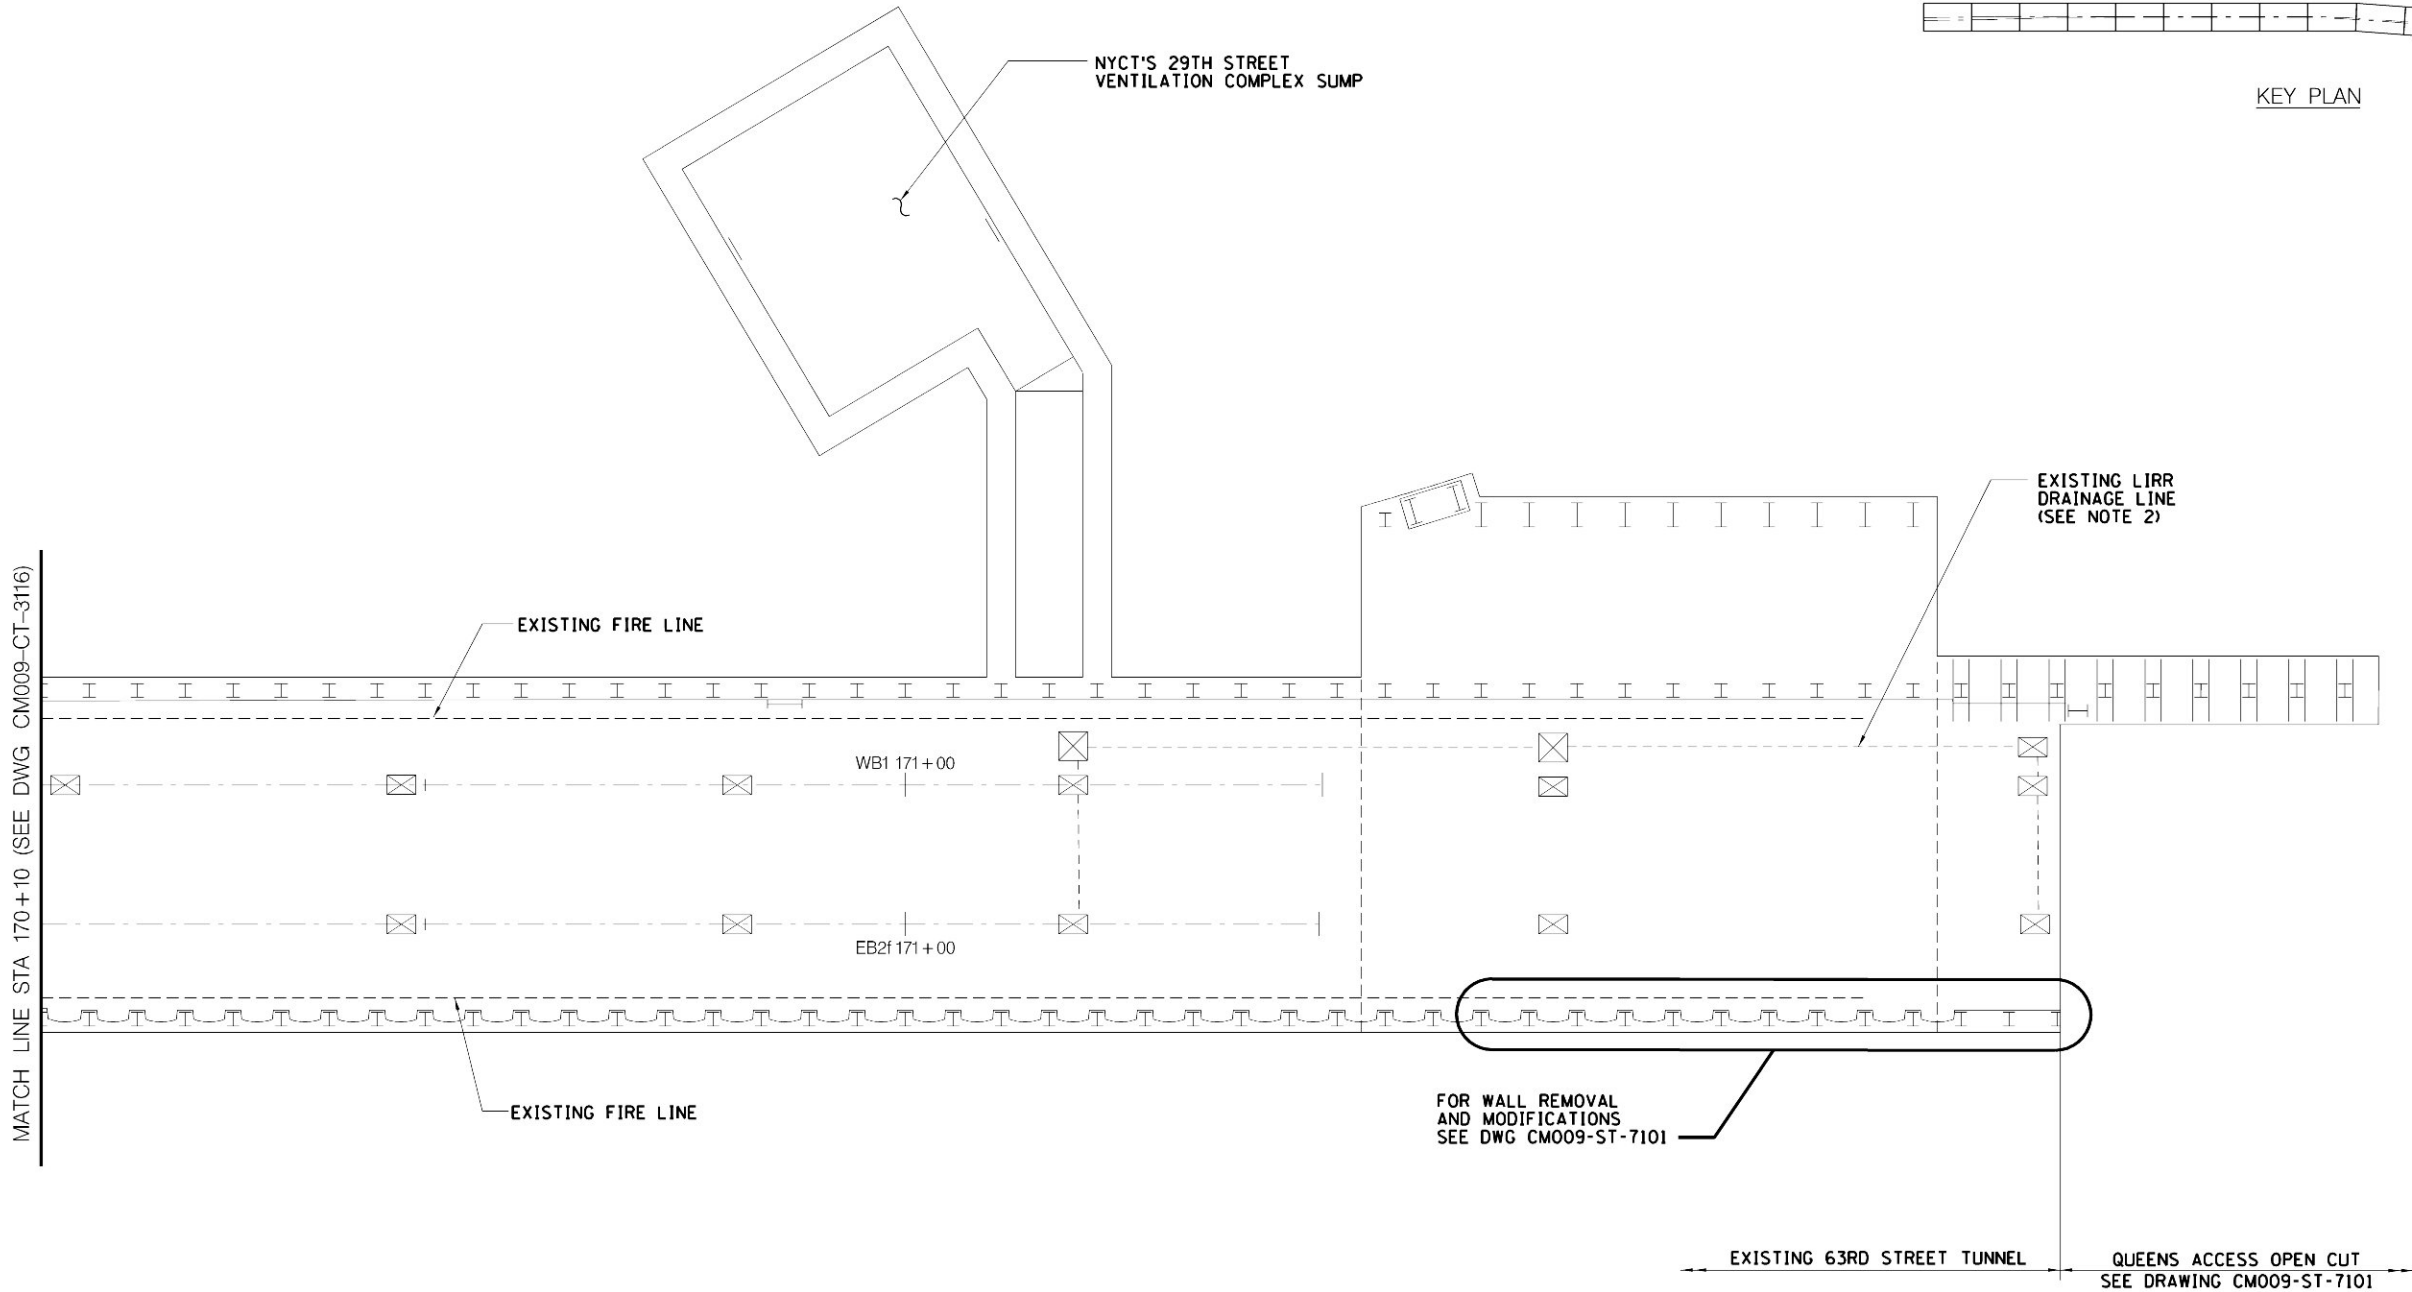 NYCT'S 29TH STREET
VENTILATION COMPLEX SUMP
KEY PLAN
EXISTING LIRR
DRAINAGE LINE
(SEE NOTE 2)
MATCH LINE STA 170+10 (SEE DWG CM009-CT-3116)
EXISTING FIRE LINE
WB1 171+00
EB2f 171+00
EXISTING FIRE LINE
FOR WALL REMOVAL
AND MODIFICATIONS
SEE DWG CM009-ST-7101
EXISTING 63RD STREET TUNNEL
QUEENS ACCESS OPEN CUT
SEE DRAWING CM009-ST-7101